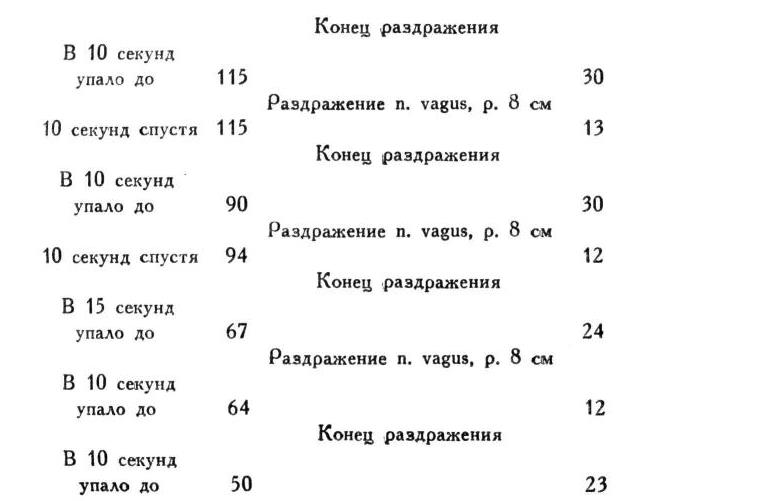 Конец раздражения
В 10 секунд
упало до 115 30
Раздражение n. vagus, р. 8 см
10 секунд спустя 115 13
Конец раздражения
В 10 секунд
упало до 90 30
Раздражение n. vagus, р. 8 см
10 секунд спустя 94 12
Конец раздражения
В 15 секунд
упало до 67 24
Раздражение n. vagus, р. 8 см
В 10 секунд
упало до 64 12
Конец раздражения
В 10 секунд
упало до 50 23